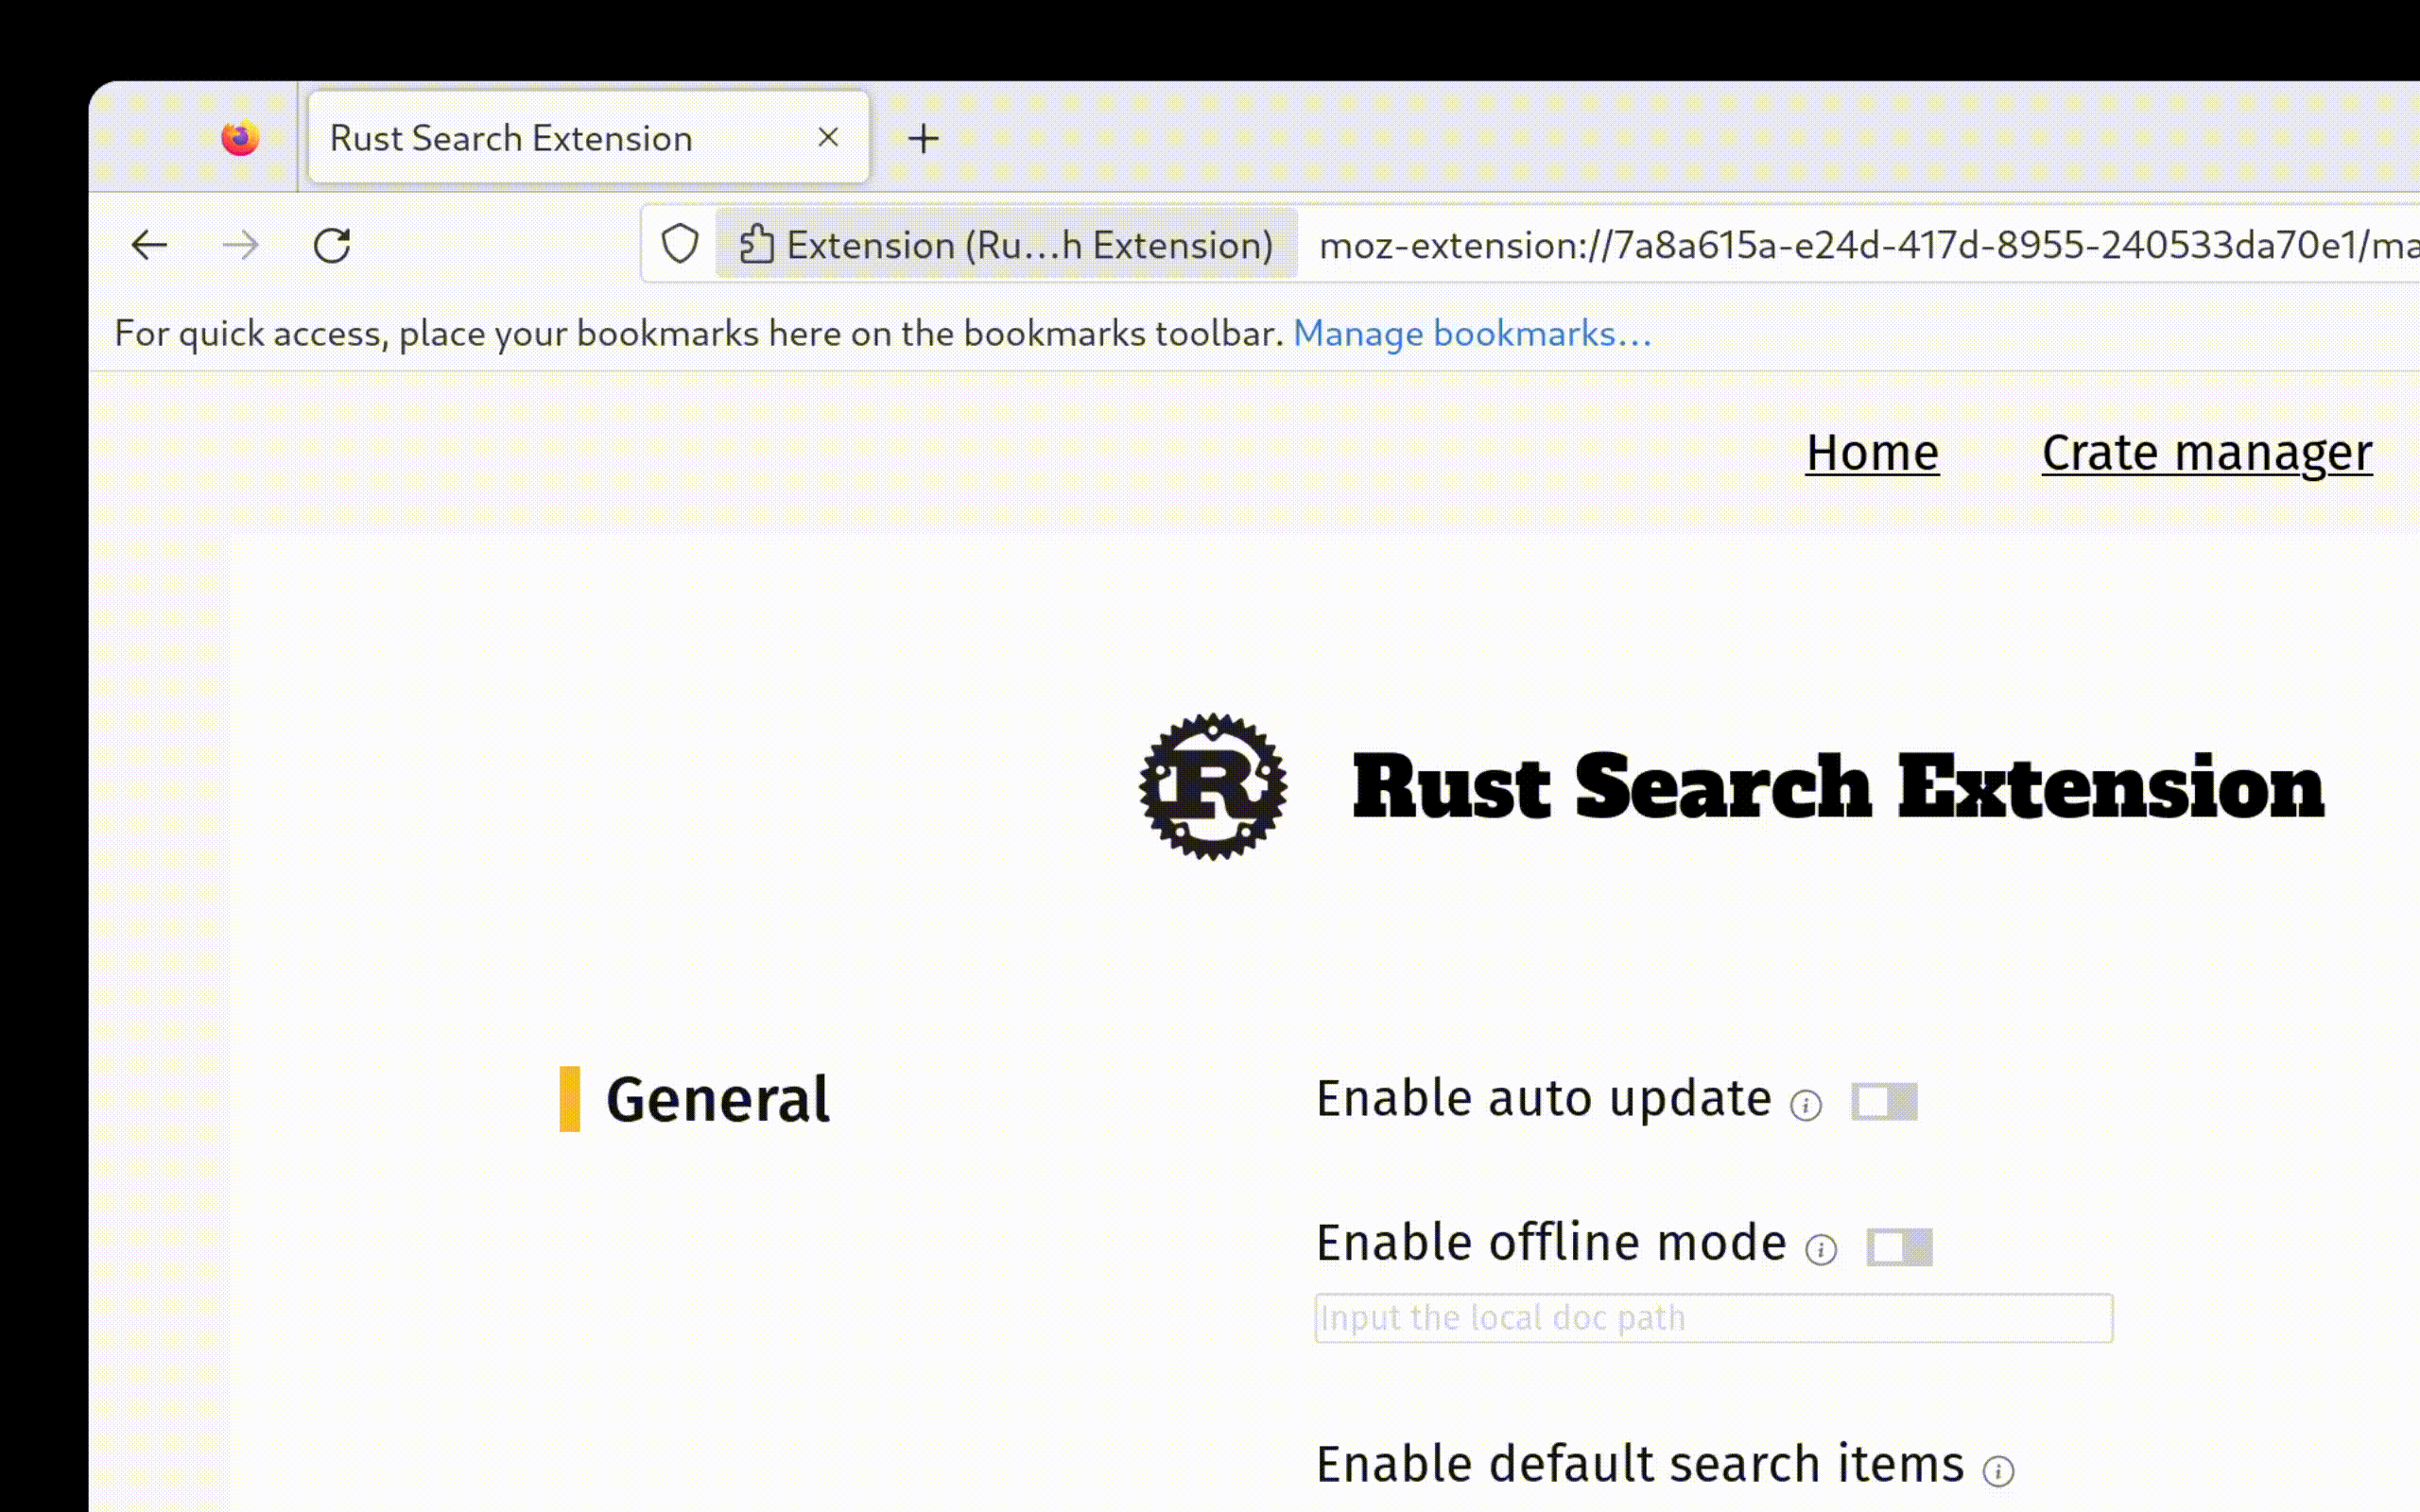 Rust Search Extension
Extension (Ru...h Extension) moz-extension://7a8a615a-e24d-417d-8955-240533da70e1/ma
For quick access, place your bookmarks here on the bookmarks toolbar. Manage bookmarks...
Home Crate manager
R Rust Search Extension
General
Enable auto update
Enable offline mode
Input the local doc path
Enable default search items